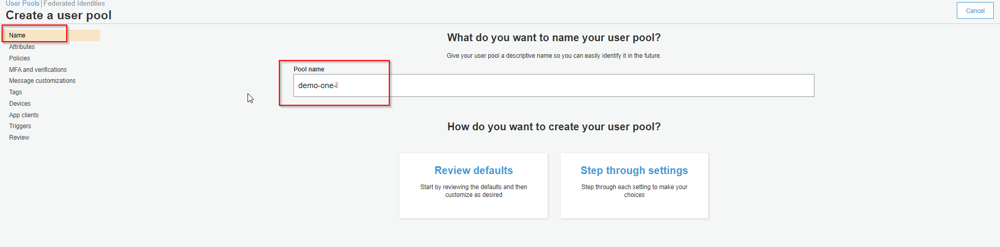 User Pools | Federated Identities
Create a user pool
Cancel
Name
Attributes
Policies
MFA and verifications
Message customizations
Tags
Devices
App clients
Triggers
Review
What do you want to name your user pool?
Give your user pool a descriptive name so you can easily identify it in the future.
Pool name
demo-one-
How do you want to create your user pool?
Review defaults
Start by reviewing the defaults and then
customize as desired
Step through settings
Step through each setting to make your
choices